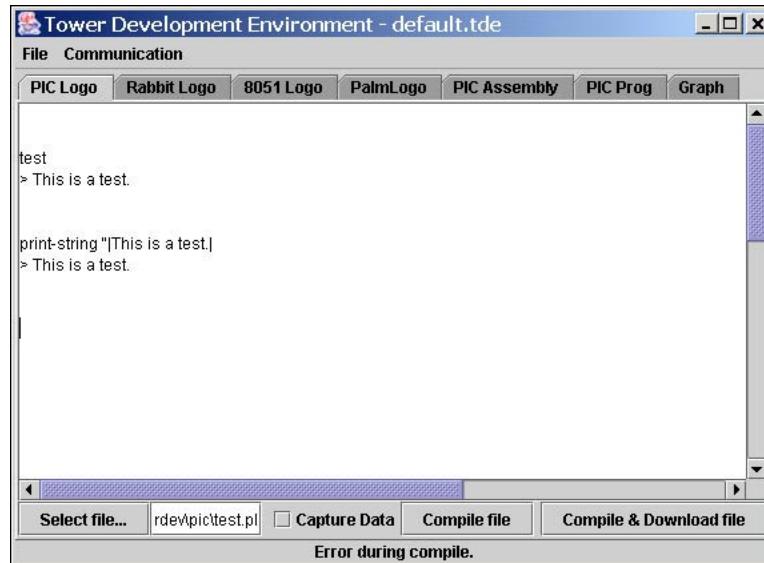 Tower Development Environment - default.tde
File Communication
PIC Logo Rabbit Logo 8051 Logo PalmLogo PIC Assembly PIC Prog Graph
test
> This is a test.
print-string "|This is a test.|
> This is a test.
Select file... rdev\pic\test.pl Capture Data Compile file Compile & Download file
Error during compile.